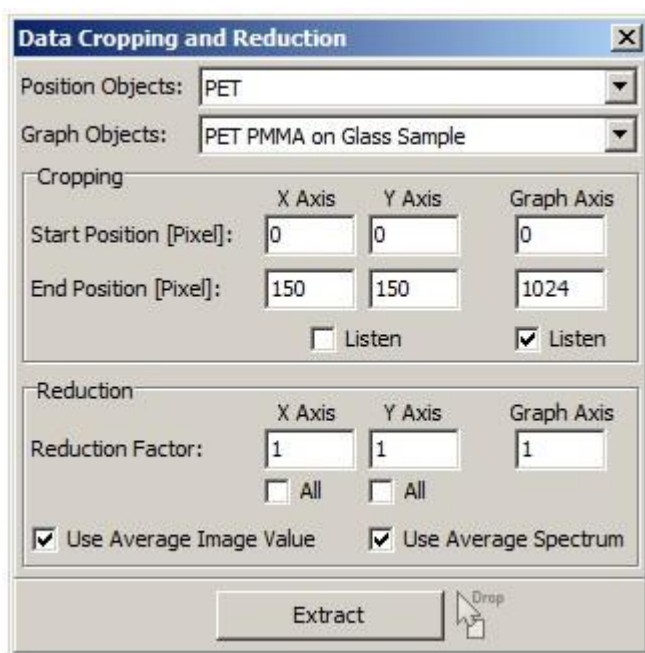 Data Cropping and Reduction
Position Objects: PET
Graph Objects: PET PMMA on Glass Sample
Cropping
X Axis Y Axis Graph Axis
Start Position [Pixel]: 0 0 0
End Position [Pixel]: 150 150 1024
Listen Listen
Reduction
X Axis Y Axis Graph Axis
Reduction Factor: 1 1 1
All All
Use Average Image Value Use Average Spectrum
Extract Drop